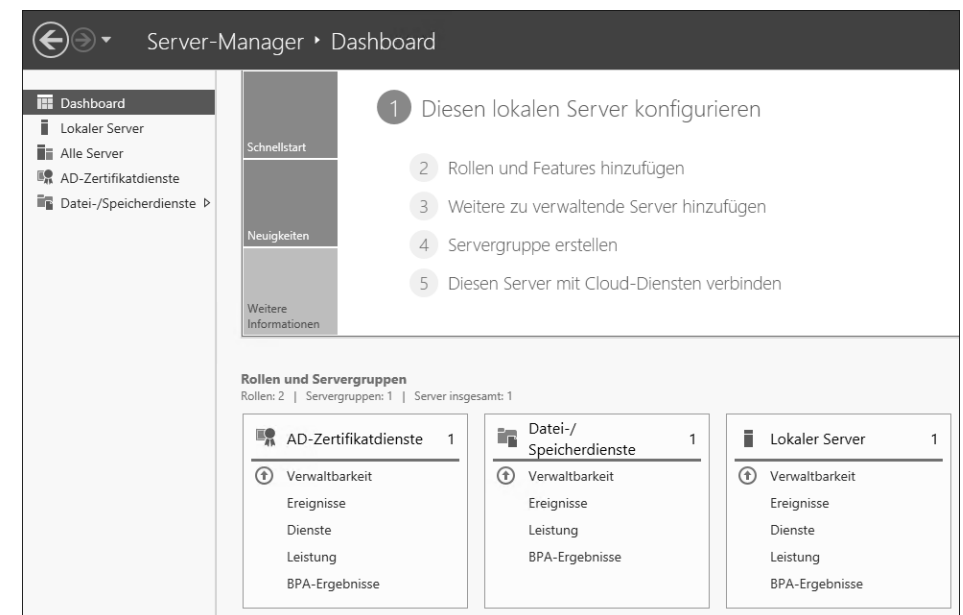 Server-Manager ‣ Dashboard
Dashboard
Lokaler Server
Alle Server
AD-Zertifikatdienste
Datei-/Speicherdienste
Schnellstart
Neuigkeiten
Weitere
Informationen
1 Diesen lokalen Server konfigurieren
2 Rollen und Features hinzufügen
3 Weitere zu verwaltende Server hinzufügen
4 Servergruppe erstellen
5 Diesen Server mit Cloud-Diensten verbinden
Rollen und Servergruppen
Rollen: 2 | Servergruppen: 1 | Server insgesamt: 1
AD-Zertifikatdienste 1
Verwaltbarkeit
Ereignisse
Dienste
Leistung
BPA-Ergebnisse
Datei-/
Speicherdienste 1
Verwaltbarkeit
Ereignisse
Leistung
BPA-Ergebnisse
Lokaler Server 1
Verwaltbarkeit
Ereignisse
Dienste
Leistung
BPA-Ergebnisse